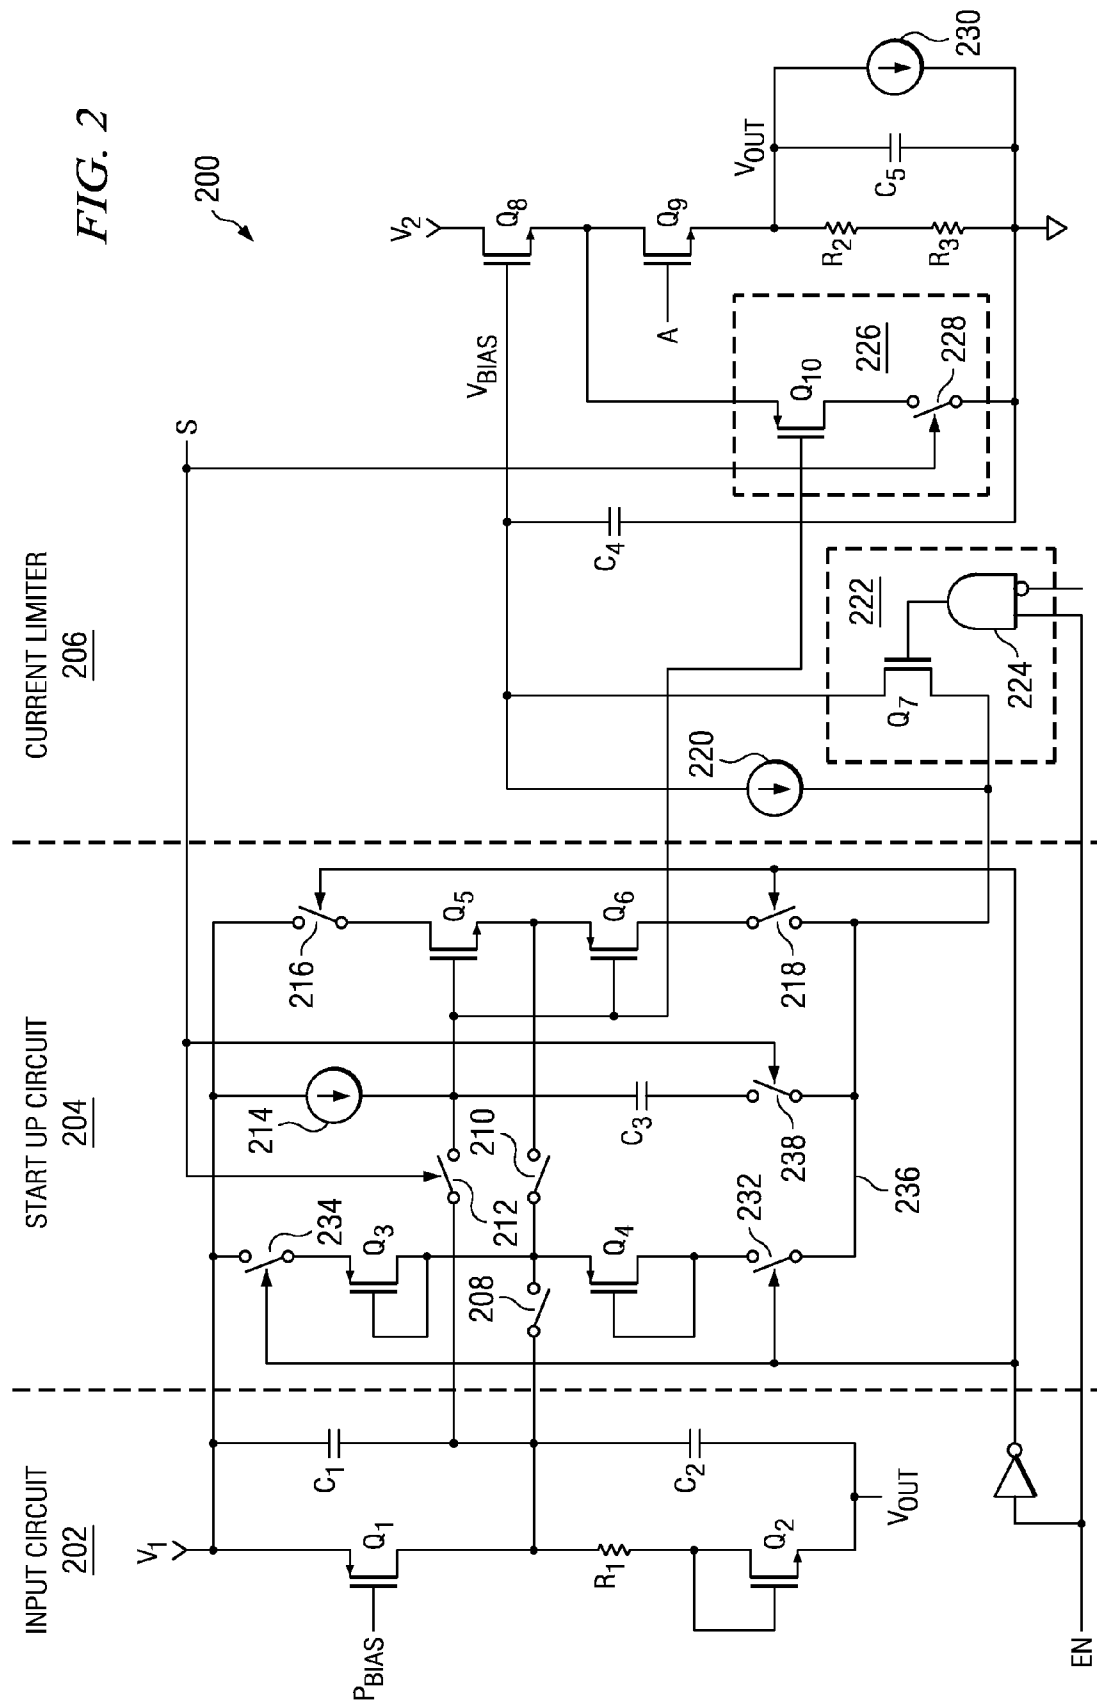 FIG. 2
200
INPUT CIRCUIT
202
START UP CIRCUIT
204
CURRENT LIMITER
206
V1
PBIAS
Q1
C1
R1
Q2
C2
VOUT
EN
234
Q3
212
208
210
Q4
232
236
214
C3
238
216
Q5
Q6
218
S
220
222
Q7
224
C4
VBIAS
V2
Q8
A
Q9
226
Q10
228
VOUT
R2
R3
C5
230